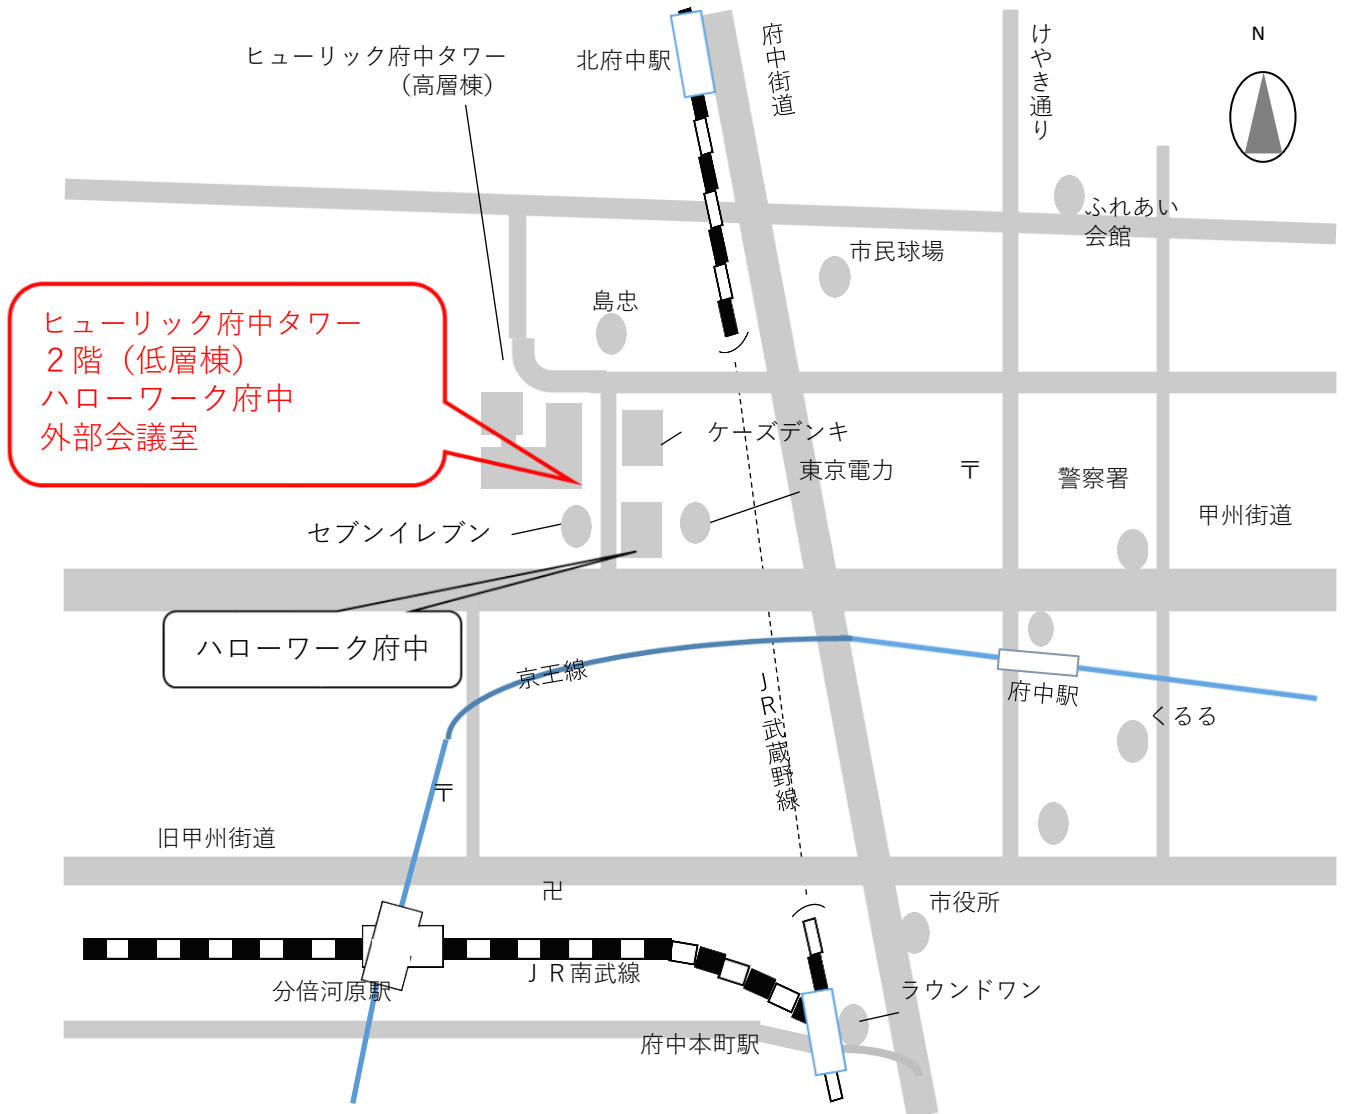 N
府中街道
けやき通り
ヒューリック府中タワー
（高層棟）
北府中駅
ふれあい
会館
市民球場
島忠
ヒューリック府中タワー
２階（低層棟）
ハローワーク府中
外部会議室
ケーズデンキ
東京電力
〒
警察署
甲州街道
セブンイレブン
ハローワーク府中
京王線
ＪＲ武蔵野線
府中駅
くるる
〒
旧甲州街道
卍
市役所
ＪＲ南武線
分倍河原駅
ラウンドワン
府中本町駅